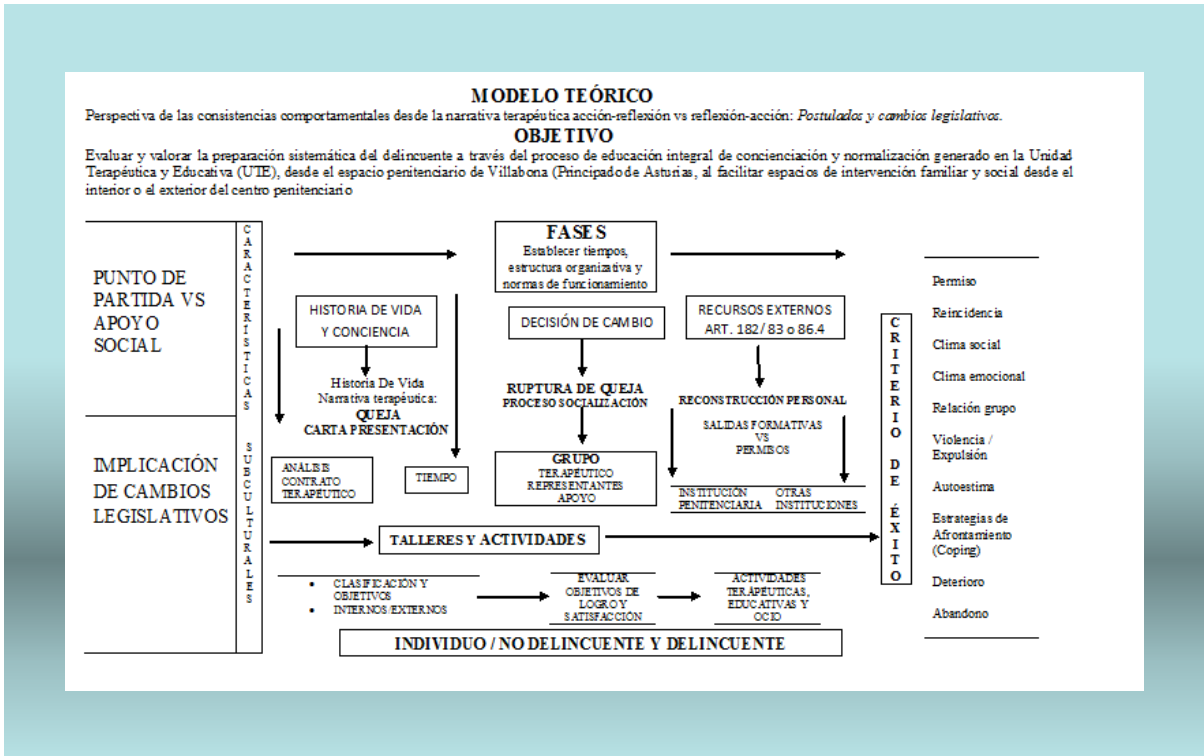 MODELO TEÓRICO
Perspectiva de las consistencias comportamentales desde la narrativa terapéutica acción-reflexión vs reflexión-acción: Postulados y cambios legislativos.
OBJETIVO
Evaluar y valorar la preparación sistemática del delincuente a través del proceso de educación integral de concienciación y normalización generado en la Unidad
Terapéutica y Educativa (UTE), desde el espacio penitenciario de Villabona (Principado de Asturias, al facilitar espacios de intervención familiar y social desde el
interior o el exterior del centro penitenciario
PUNTO DE
PARTIDA VS
APOYO
SOCIAL
IMPLICACIÓN
DE CAMBIOS
LEGISLATIVOS
CARACTERÍSTICAS SUBCULTURALES
FASES
Establecer tiempos,
estructura organizativa y
normas de funcionamiento
HISTORIA DE VIDA
Y CONCIENCIA
Historia De Vida
Narrativa terapéutica:
QUEJA
CARTA PRESENTACIÓN
ANÁLISIS
CONTRATO
TERAPÉUTICO
TIEMPO
DECISIÓN DE CAMBIO
RUPTURA DE QUEJA
PROCESO SOCIALIZACIÓN
GRUPO
TERAPÉUTICO
REPRESENTANTES
APOYO
RECURSOS EXTERNOS
ART. 182/ 83 o 86.4
RECONSTRUCCIÓN PERSONAL
SALIDAS FORMATIVAS
VS
PERMISOS
INSTITUCIÓN
PENITENCIARIA
OTRAS
INSTITUCIONES
TALLERES Y ACTIVIDADES
• CLASIFICACIÓN Y
OBJETIVOS
• INTERNOS/EXTERNOS
EVALUAR
OBJETIVOS DE
LOGRO Y
SATISFACCIÓN
ACTIVIDADES
TERAPÉUTICAS,
EDUCATIVAS Y
OCIO
INDIVIDUO / NO DELINCUENTE Y DELINCUENTE
CRITERIO DE ÉXITO
Permiso
Reincidencia
Clima social
Clima emocional
Relación grupo
Violencia /
Expulsión
Autoestima
Estrategias de
Afrontamiento
(Coping)
Deterioro
Abandono